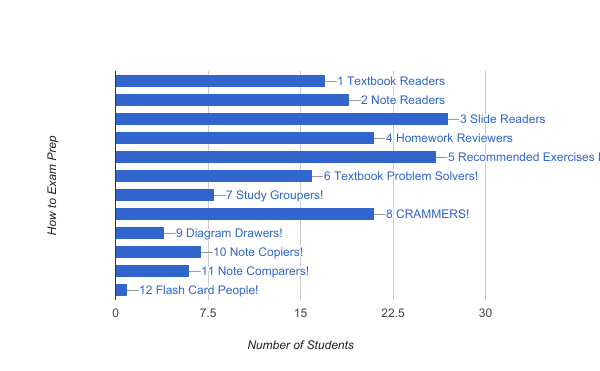 How to Exam Prep
1 Textbook Readers
2 Note Readers
3 Slide Readers
4 Homework Reviewers
5 Recommended Exercises
6 Textbook Problem Solvers!
7 Study Groupers!
8 CRAMMERS!
9 Diagram Drawers!
10 Note Copiers!
11 Note Comparers!
12 Flash Card People!
0 7.5 15 22.5 30
Number of Students